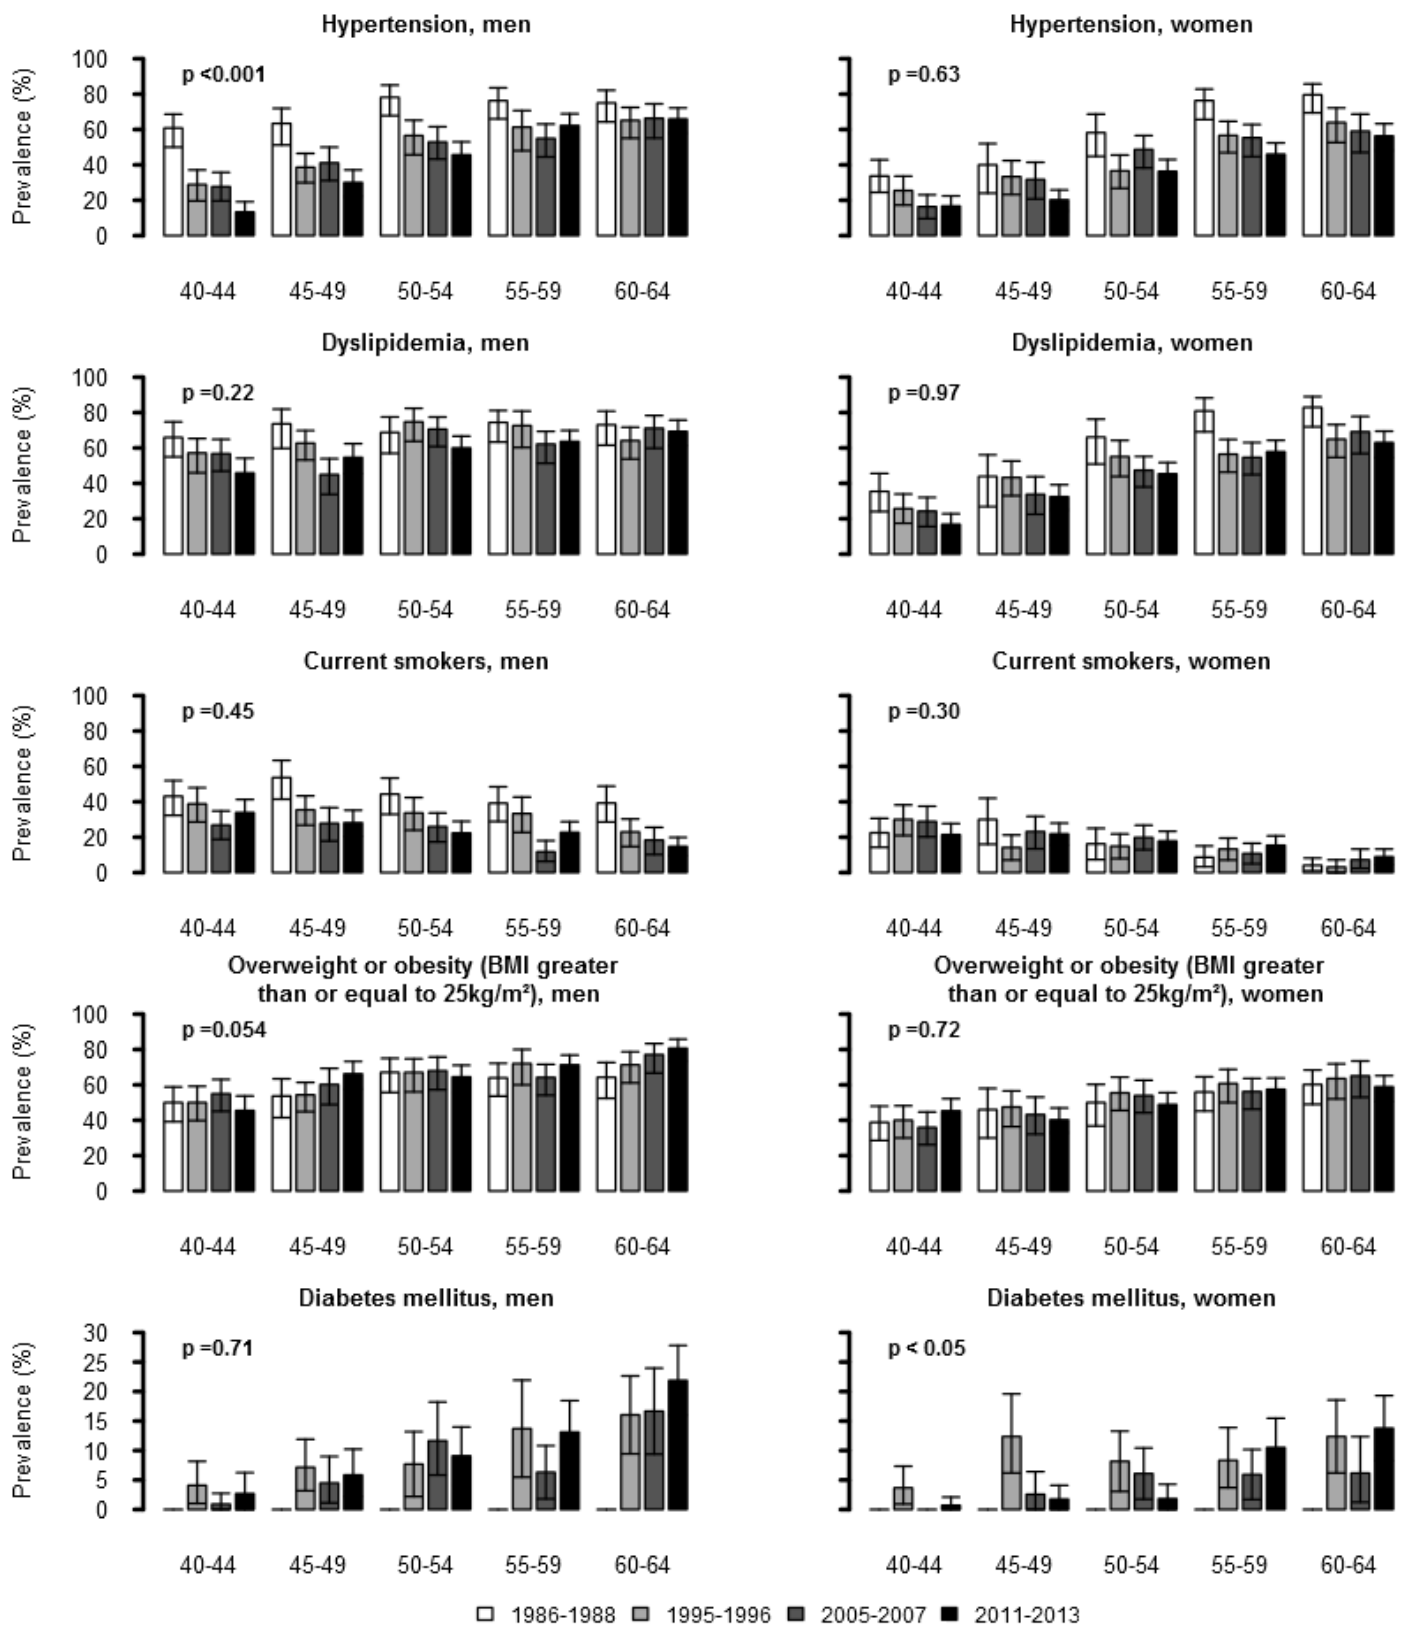 Hypertension, men
Prevalence (%)
100
80
60
40
20
0
p <0.001
40-44 45-49 50-54 55-59 60-64
Hypertension, women
p =0.63
40-44 45-49 50-54 55-59 60-64
Dyslipidemia, men
Prevalence (%)
100
80
60
40
20
0
p =0.22
40-44 45-49 50-54 55-59 60-64
Dyslipidemia, women
p =0.97
40-44 45-49 50-54 55-59 60-64
Current smokers, men
Prevalence (%)
100
80
60
40
20
0
p =0.45
40-44 45-49 50-54 55-59 60-64
Current smokers, women
p =0.30
40-44 45-49 50-54 55-59 60-64
Overweight or obesity (BMI greater
than or equal to 25kg/m²), men
Prevalence (%)
100
80
60
40
20
0
p =0.054
40-44 45-49 50-54 55-59 60-64
Overweight or obesity (BMI greater
than or equal to 25kg/m²), women
p =0.72
40-44 45-49 50-54 55-59 60-64
Diabetes mellitus, men
Prevalence (%)
30
25
20
15
10
5
0
p =0.71
40-44 45-49 50-54 55-59 60-64
Diabetes mellitus, women
p < 0.05
40-44 45-49 50-54 55-59 60-64
1986-1988 1995-1996 2005-2007 2011-2013